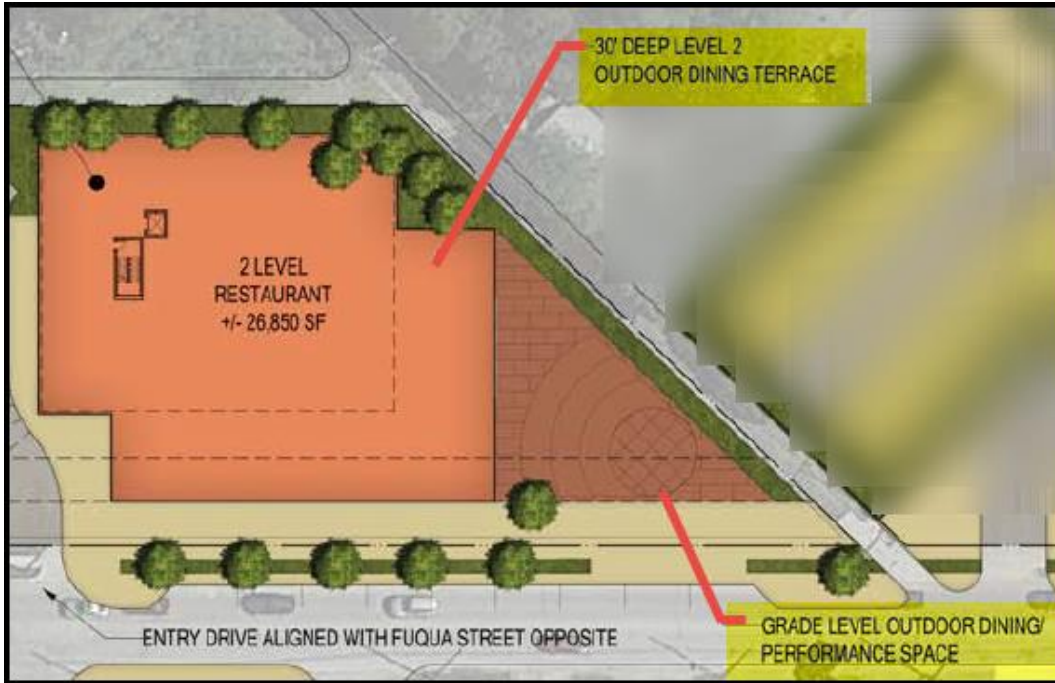 30' DEEP LEVEL 2
OUTDOOR DINING TERRACE
2 LEVEL
RESTAURANT
+/- 26,850 SF
ENTRY DRIVE ALIGNED WITH FUQUA STREET OPPOSITE
GRADE LEVEL OUTDOOR DINING/
PERFORMANCE SPACE